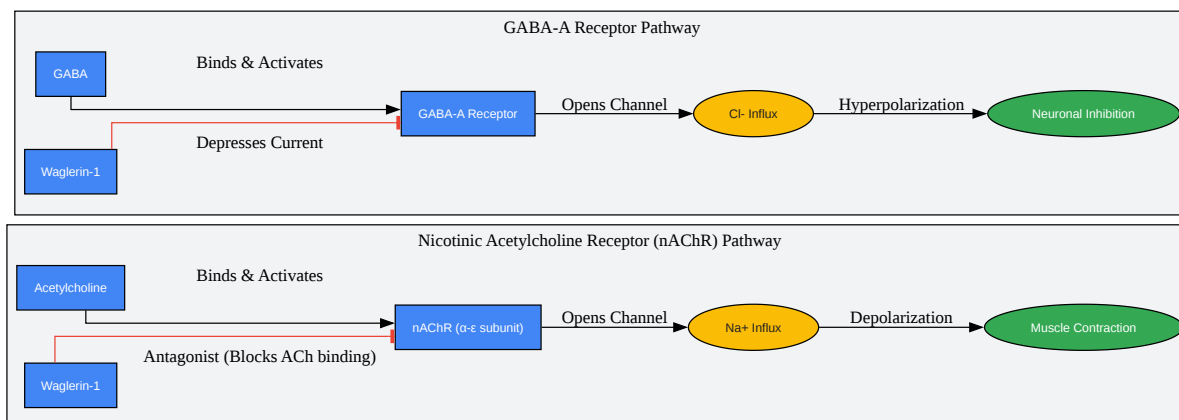 GABA-A Receptor Pathway
GABA
Binds & Activates
GABA-A Receptor
Opens Channel
Cl- Influx
Hyperpolarization
Neuronal Inhibition
Depresses Current
Waglerin-1
Nicotinic Acetylcholine Receptor (nAChR) Pathway
Acetylcholine
Binds & Activates
nAChR (α-ε subunit)
Opens Channel
Na+ Influx
Depolarization
Muscle Contraction
Antagonist (Blocks ACh binding)
Waglerin-1